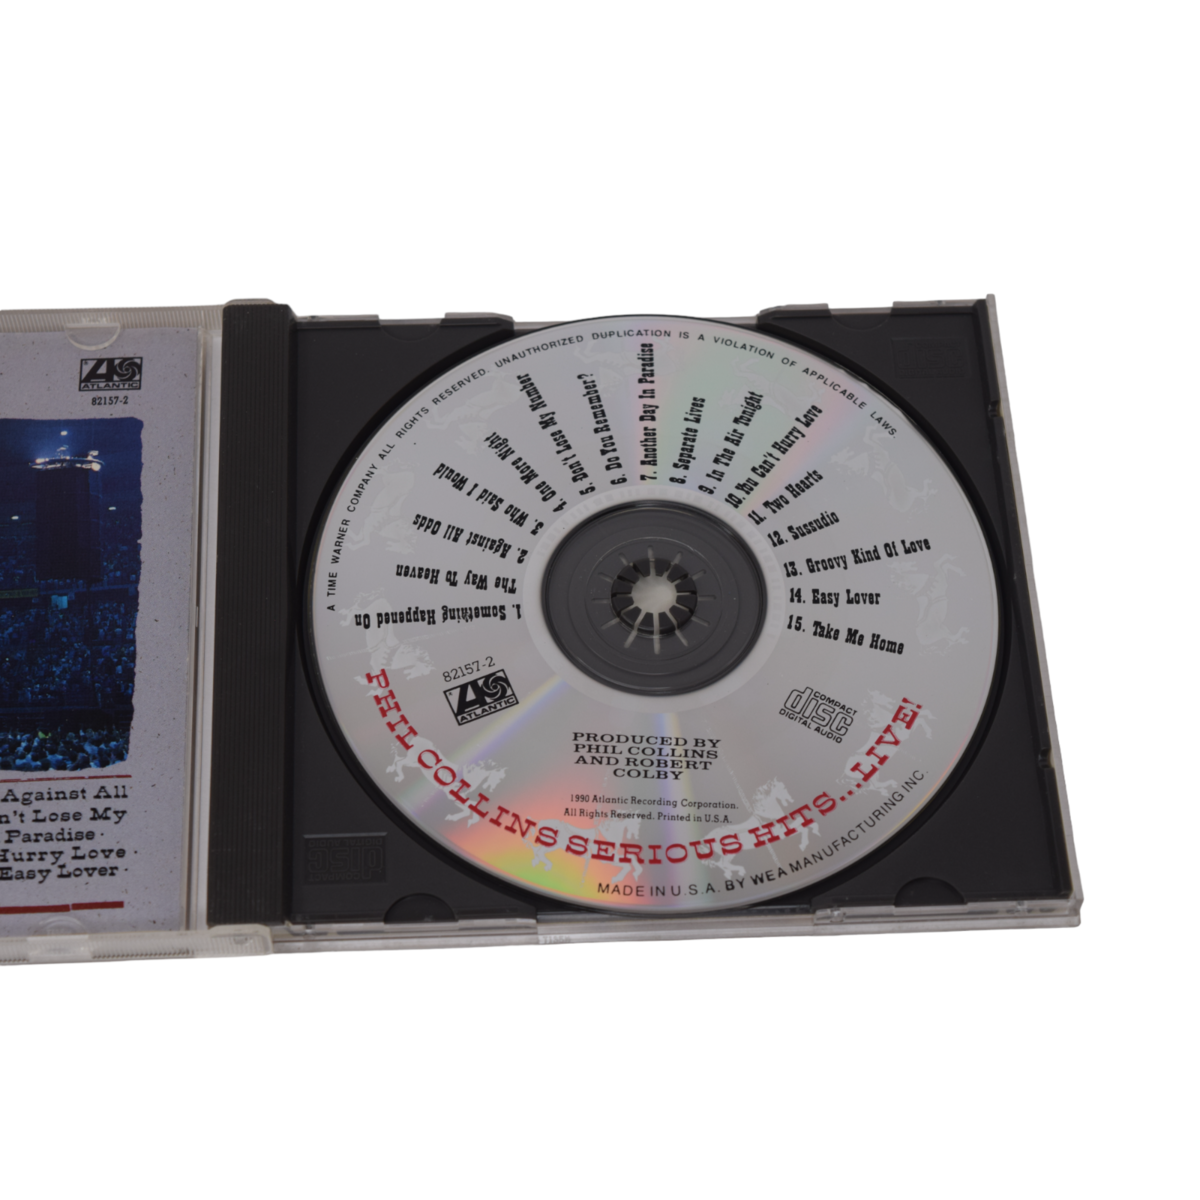 ATLANTIC
82157-2
Against All
n't Lose My
Paradise ·
Hurry Love ·
Easy Lover ·
A TIME WARNER COMPANY ALL RIGHTS RESERVED. UNAUTHORIZED DUPLICATION IS A VIOLATION OF APPLICABLE LAWS.
1. Something Happened On
The Way To Heaven
2. Against All Odds
3. Who Said I Would
4. One More Night
5. Don't Lose My Number
6. Do You Remember?
7. Another Day In Paradise
8. Separate Lives
9. In The Air Tonight
10. You Can't Hurry Love
11. Two Hearts
12. Sussudio
13. Groovy Kind Of Love
14. Easy Lover
15. Take Me Home
82157-2
ATLANTIC
COMPACT
disc
DIGITAL AUDIO
PRODUCED BY
PHIL COLLINS
AND ROBERT
COLBY
1990 Atlantic Recording Corporation.
All Rights Reserved. Printed in U.S.A.
PHIL COLLINS SERIOUS HITS...LIVE!
MADE IN U.S.A. BY WEA MANUFACTURING INC.
disc